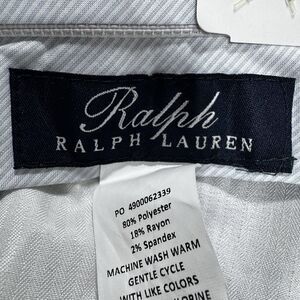 Ralph
RALPH LAUREN
PO 4900062339
80% Polyester
18% Rayon
2% Spandex
MACHINE WASH WARM
GENTLE CYCLE
WITH LIKE COLORS